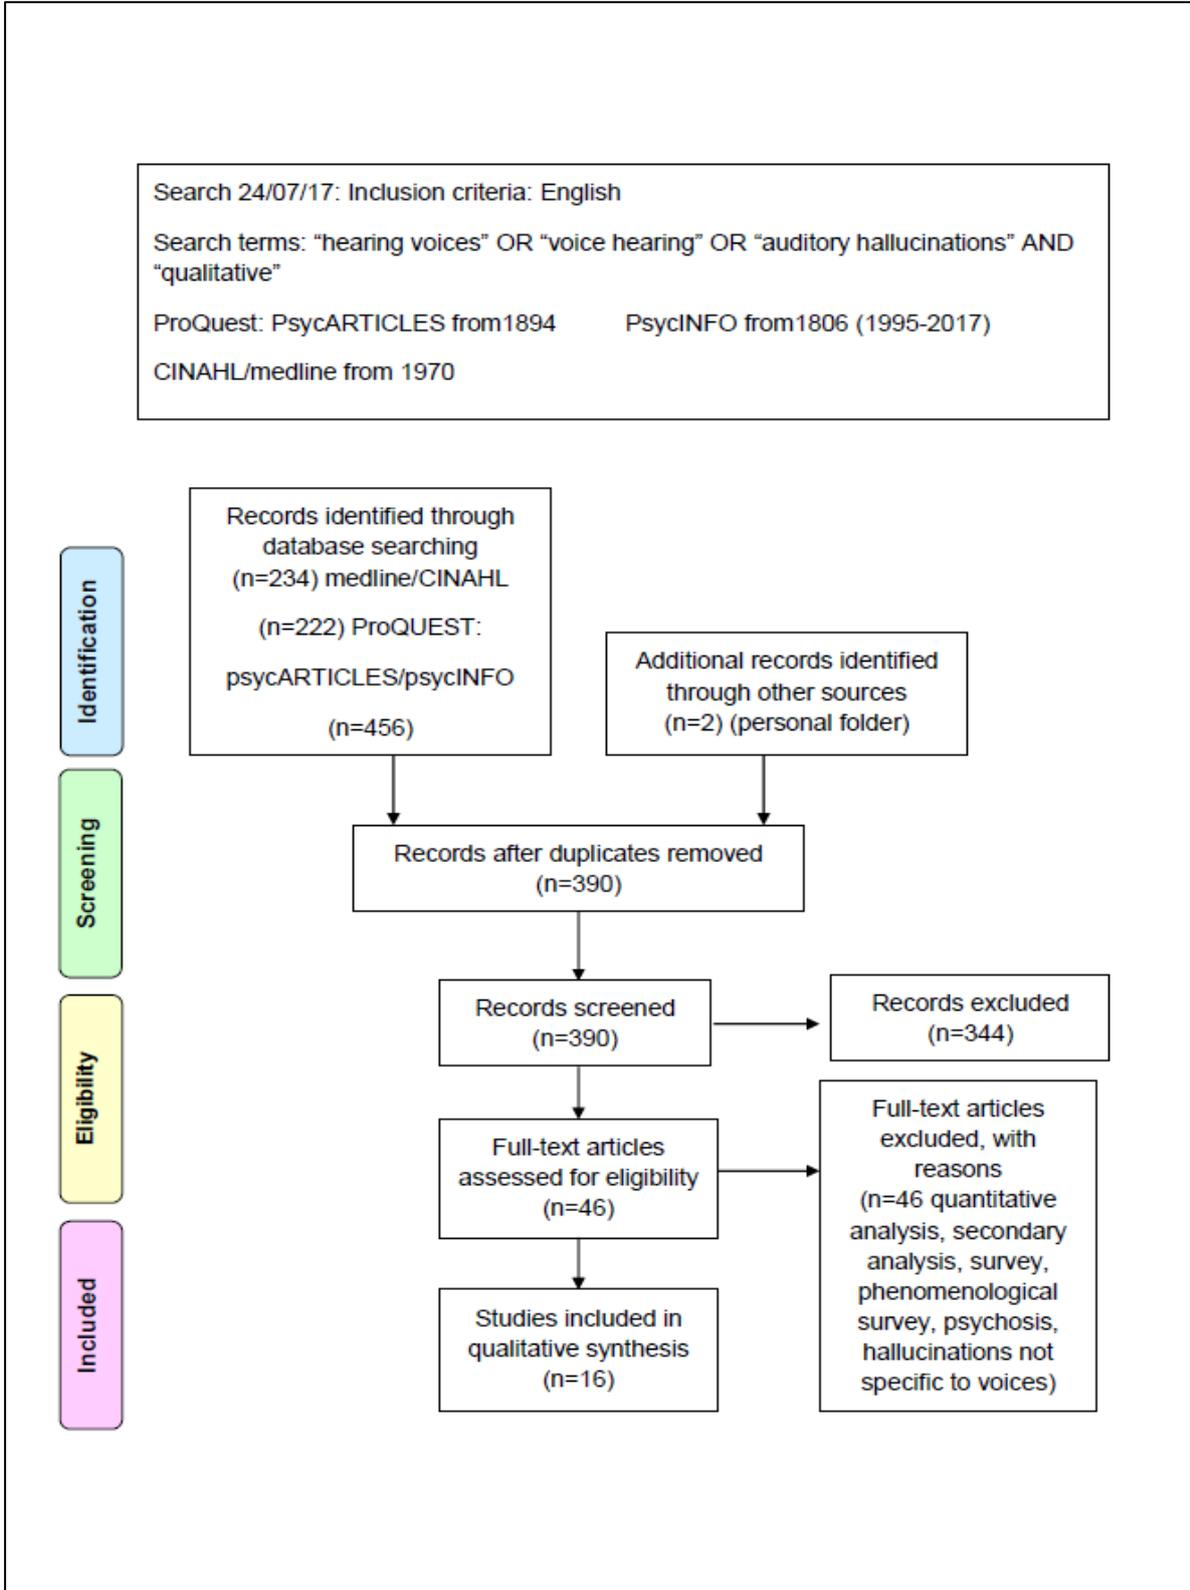 Search 24/07/17: Inclusion criteria: English
Search terms: “hearing voices” OR “voice hearing” OR “auditory hallucinations” AND
“qualitative”
ProQuest: PsycARTICLES from1894 PsycINFO from1806 (1995-2017)
CINAHL/medline from 1970
Identification
Records identified through
database searching
(n=234) medline/CINAHL
(n=222) ProQUEST:
psycARTICLES/psycINFO
(n=456)
Additional records identified
through other sources
(n=2) (personal folder)
Screening
Records after duplicates removed
(n=390)
Records screened
(n=390)
Records excluded
(n=344)
Eligibility
Full-text articles
assessed for eligibility
(n=46)
Full-text articles
excluded, with
reasons
(n=46 quantitative
analysis, secondary
analysis, survey,
phenomenological
survey, psychosis,
hallucinations not
specific to voices)
Included
Studies included in
qualitative synthesis
(n=16)